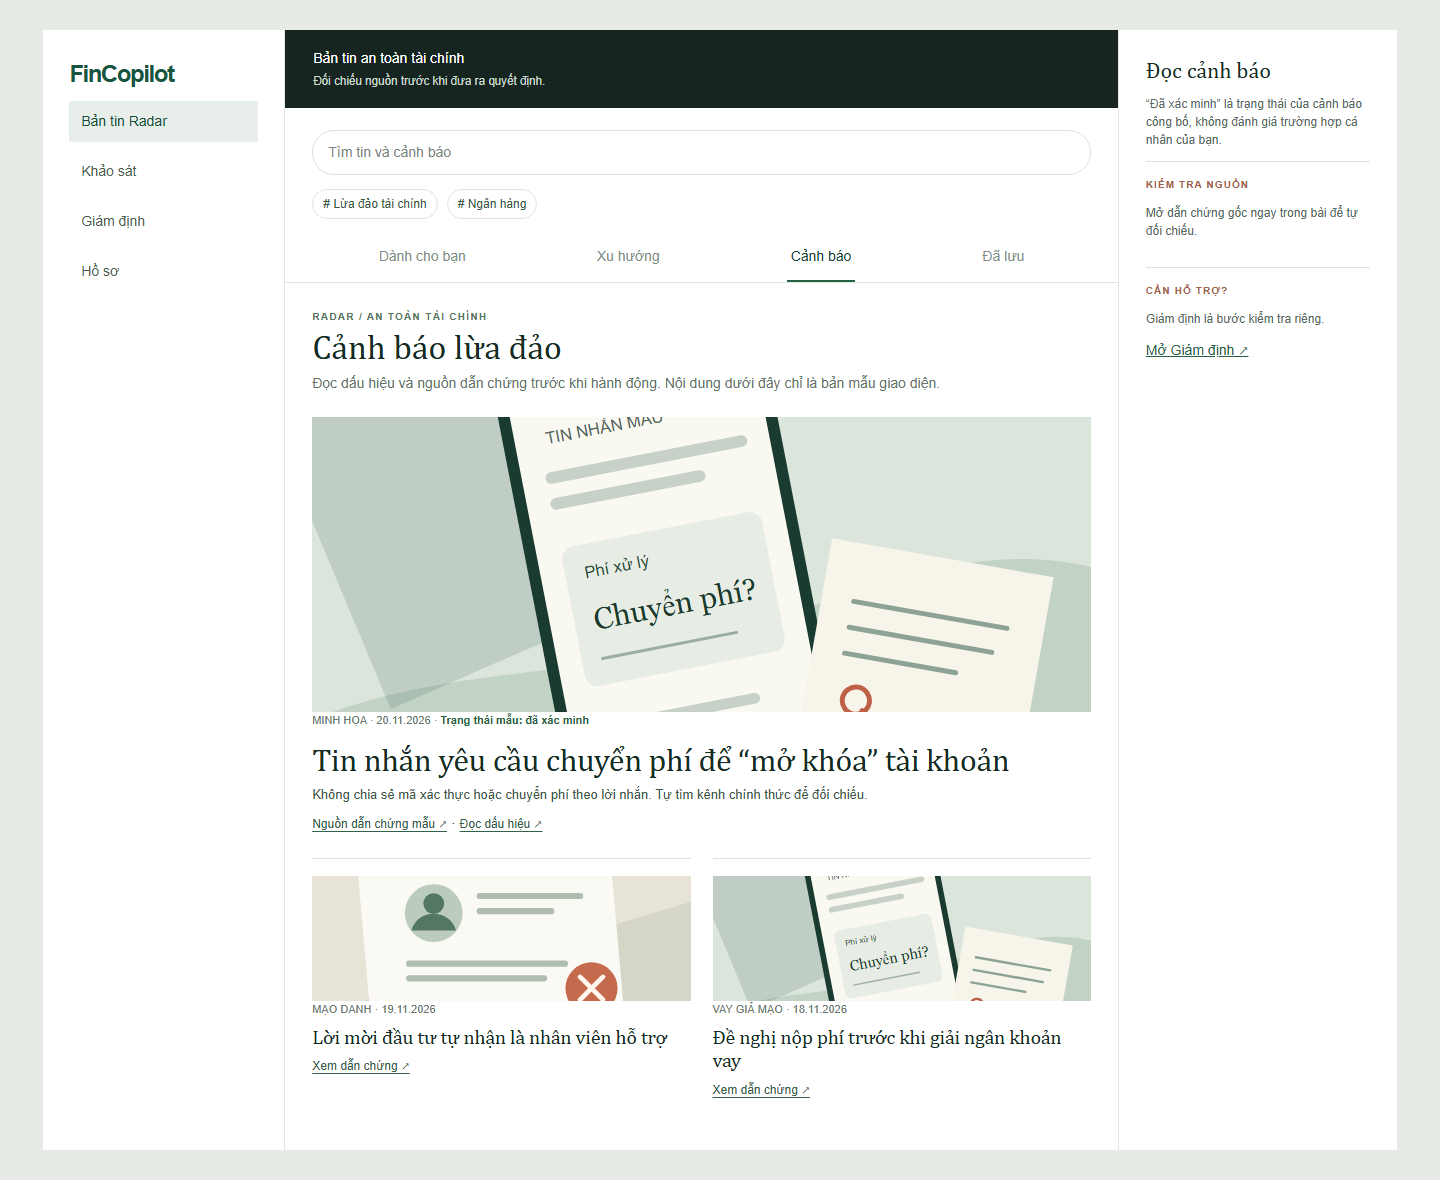 FinCopilot
Bản tin Radar
Khảo sát
Giám định
Hồ sơ
Bản tin an toàn tài chính
Đối chiếu nguồn trước khi đưa ra quyết định.
Tìm tin và cảnh báo
# Lừa đảo tài chính
# Ngân hàng
Dành cho bạn
Xu hướng
Cảnh báo
Đã lưu
RADAR / AN TOÀN TÀI CHÍNH
Cảnh báo lừa đảo
Đọc dấu hiệu và nguồn dẫn chứng trước khi hành động. Nội dung dưới đây chỉ là bản mẫu giao diện.
TIN NHẮN MẪU
Phí xử lý
Chuyển phí?
MINH HỌA · 20.11.2026 · Trạng thái mẫu: đã xác minh
Tin nhắn yêu cầu chuyển phí để “mở khóa” tài khoản
Không chia sẻ mã xác thực hoặc chuyển phí theo lời nhắn. Tự tìm kênh chính thức để đối chiếu.
Nguồn dẫn chứng mẫu ↗ · Đọc dấu hiệu ↗
MẠO DANH · 19.11.2026
Lời mời đầu tư tự nhận là nhân viên hỗ trợ
Xem dẫn chứng ↗
Phí xử lý
Chuyển phí?
VAY GIẢ MẠO · 18.11.2026
Đề nghị nộp phí trước khi giải ngân khoản
vay
Xem dẫn chứng ↗
Đọc cảnh báo
“Đã xác minh” là trạng thái của cảnh báo
công bố, không đánh giá trường hợp cá
nhân của bạn.
KIỂM TRA NGUỒN
Mở dẫn chứng gốc ngay trong bài để tự
đối chiếu.
CẦN HỖ TRỢ?
Giám định là bước kiểm tra riêng.
Mở Giám định ↗